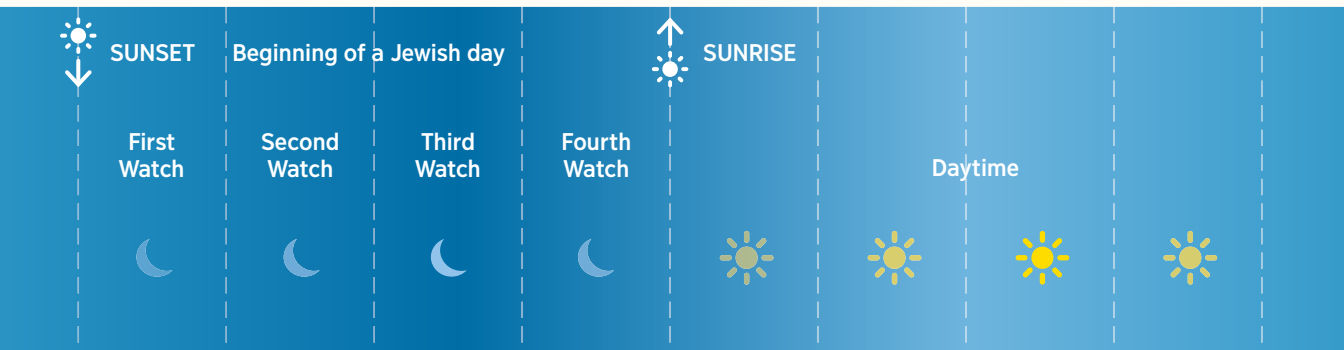 SUNSET
Beginning of a Jewish day
SUNRISE
First
Watch
Second
Watch
Third
Watch
Fourth
Watch
Daytime